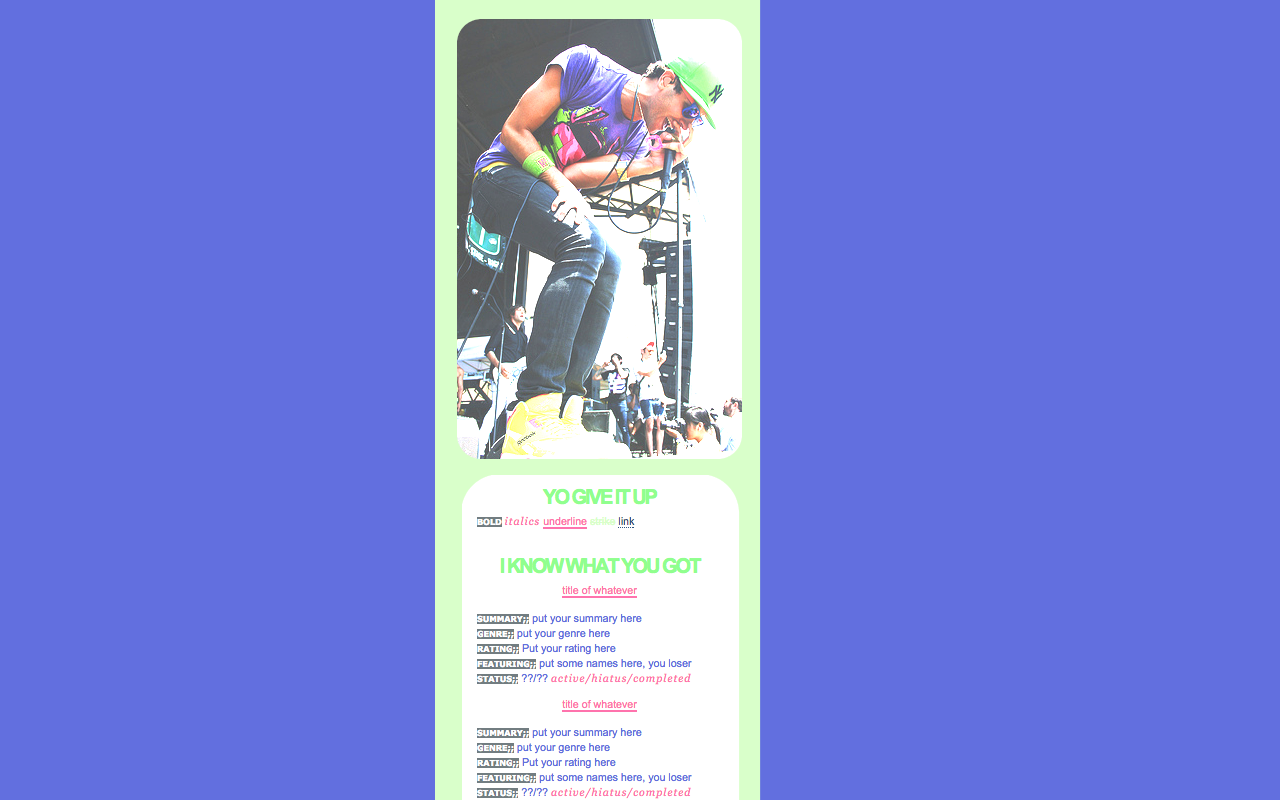 YO GIVE IT UP
BOLD italics underline strike link
I KNOW WHAT YOU GOT
title of whatever
SUMMARY;; put your summary here
GENRE;; put your genre here
RATING;; Put your rating here
FEATURING;; put some names here, you loser
STATUS;; ??/?? active/hiatus/completed
title of whatever
SUMMARY;; put your summary here
GENRE;; put your genre here
RATING;; Put your rating here
FEATURING;; put some names here, you loser
STATUS;; ??/?? active/hiatus/completed